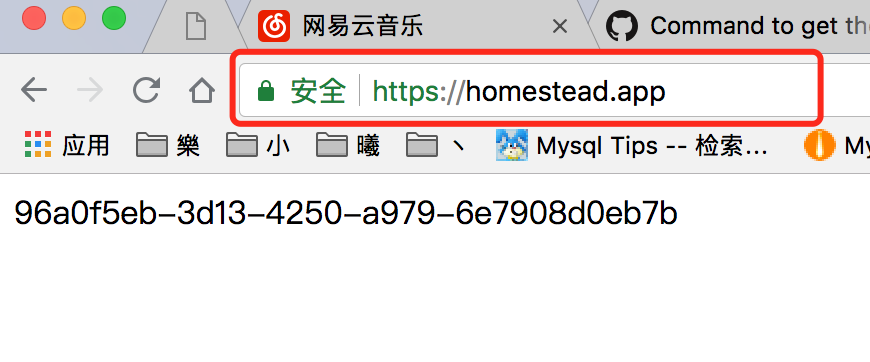 网易云音乐 Command to get the
安全 https://homestead.app
应用 樂 小 曦 丶 Mysql Tips -- 检索... My
96a0f5eb-3d13-4250-a979-6e7908d0eb7b